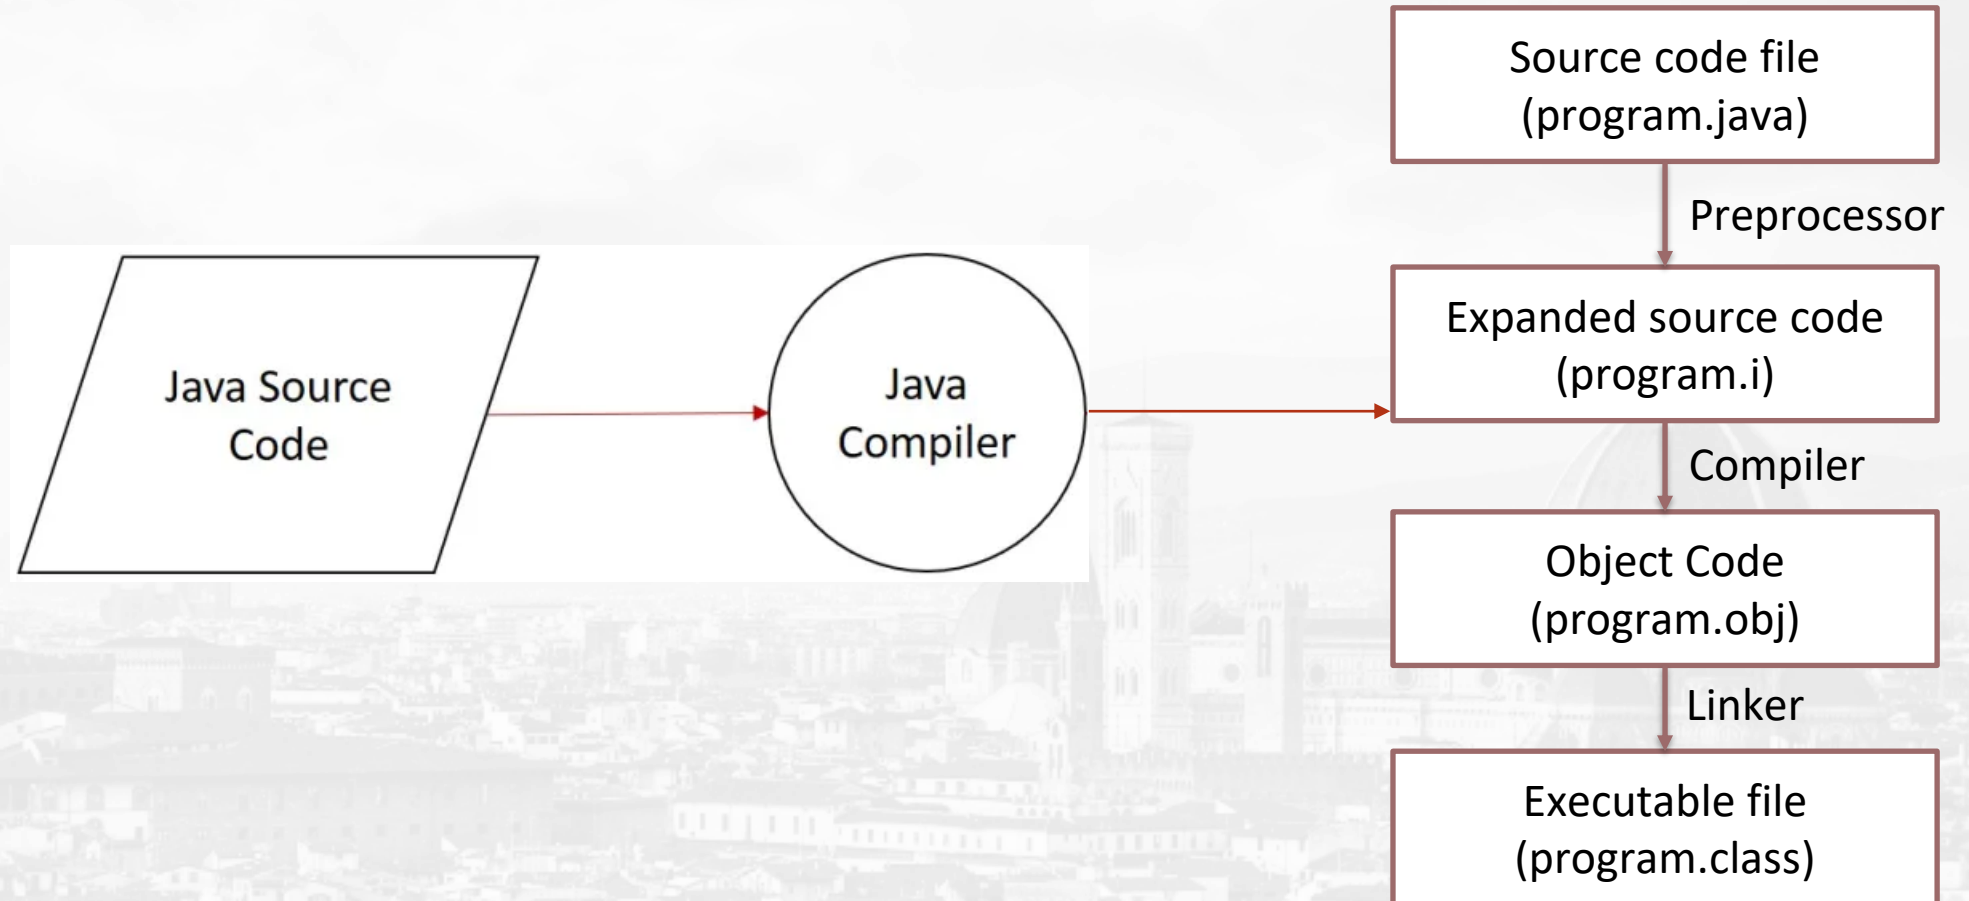 Java Source
Code
Java
Compiler
Source code file
(program.java)
Preprocessor
Expanded source code
(program.i)
Compiler
Object Code
(program.obj)
Linker
Executable file
(program.class)